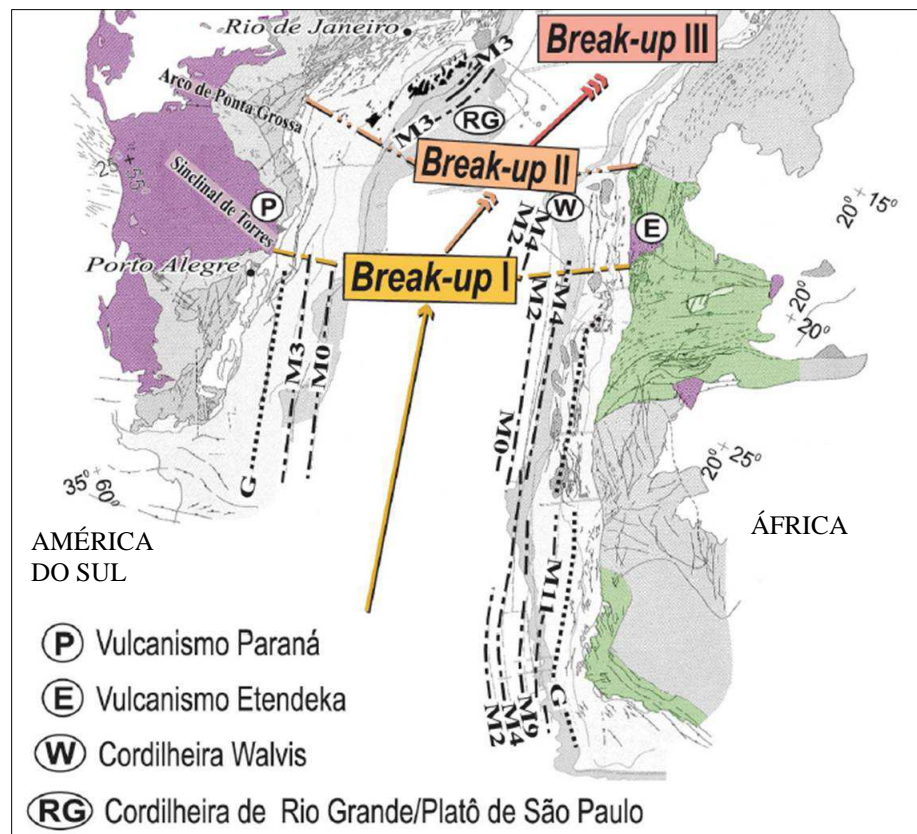 Rio de Janeiro
Break-up III
M3
M3
Arco de Ponta Grossa
RG
Break-up II
25° + 55°
Sinclinal de Torres
P
W
E
20° + 15°
Porto Alegre
Break-up I
M4
M2
M4
M2
20°
+ 20°
M3
M0
M0
G
20° + 25°
35° + 60°
AMÉRICA
DO SUL
ÁFRICA
M11
G
M9
M4
M2
P Vulcanismo Paraná
E Vulcanismo Etendeka
W Cordilheira Walvis
RG Cordilheira de Rio Grande/Platô de São Paulo